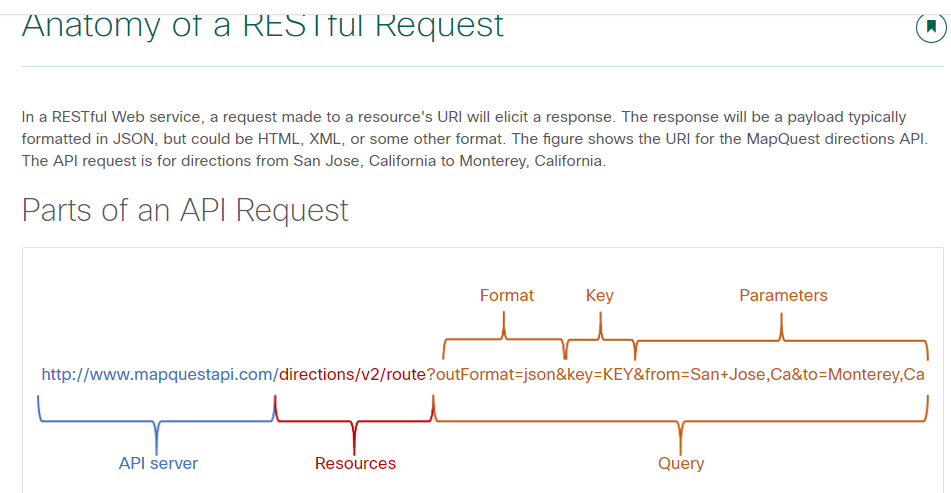 Anatomy of a RESTful Request
In a RESTful Web service, a request made to a resource's URI will elicit a response. The response will be a payload typically
formatted in JSON, but could be HTML, XML, or some other format. The figure shows the URI for the MapQuest directions API.
The API request is for directions from San Jose, California to Monterey, California.
Parts of an API Request
Format Key Parameters
http://www.mapquestapi.com/directions/v2/route?outFormat=json&key=KEY&from=San+Jose,Ca&to=Monterey,Ca
API server Resources Query